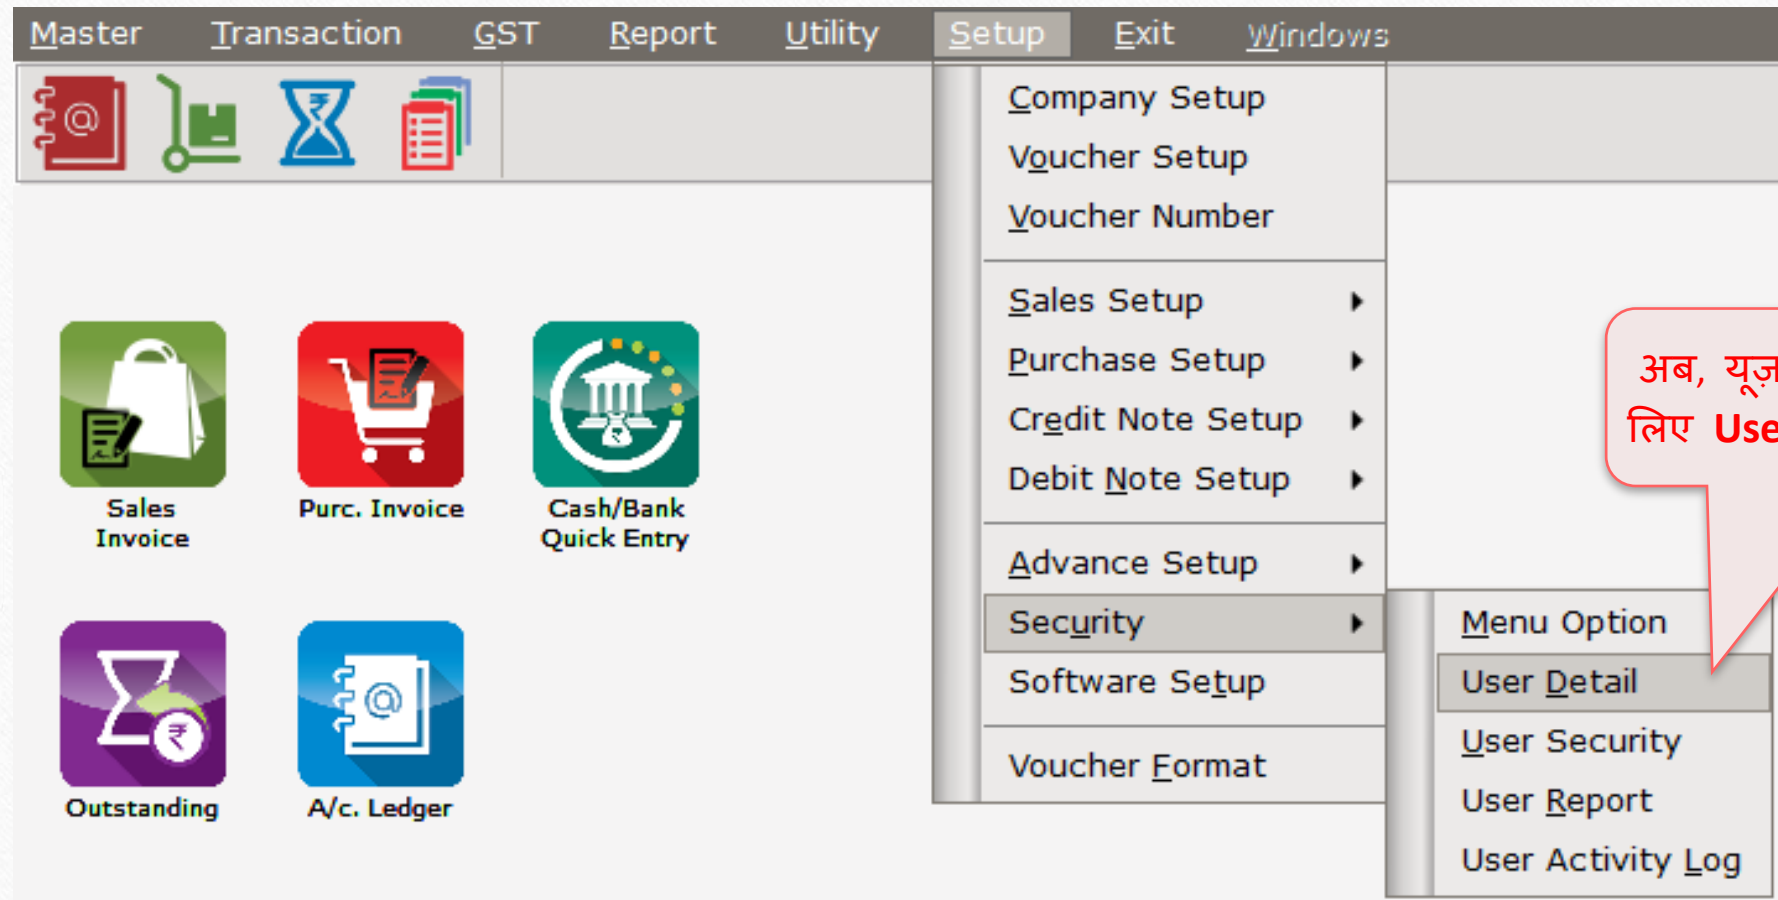 Master Transaction GST Report Utility Setup Exit Windows
Company Setup
Voucher Setup
Voucher Number
Sales Setup
Purchase Setup
Credit Note Setup
Debit Note Setup
Advance Setup
Security
Software Setup
Voucher Format
Menu Option
User Detail
User Security
User Report
User Activity Log
अब,
लिए
Sales
Invoice
Purc. Invoice
Cash/Bank
Quick Entry
Outstanding
A/c. Ledger